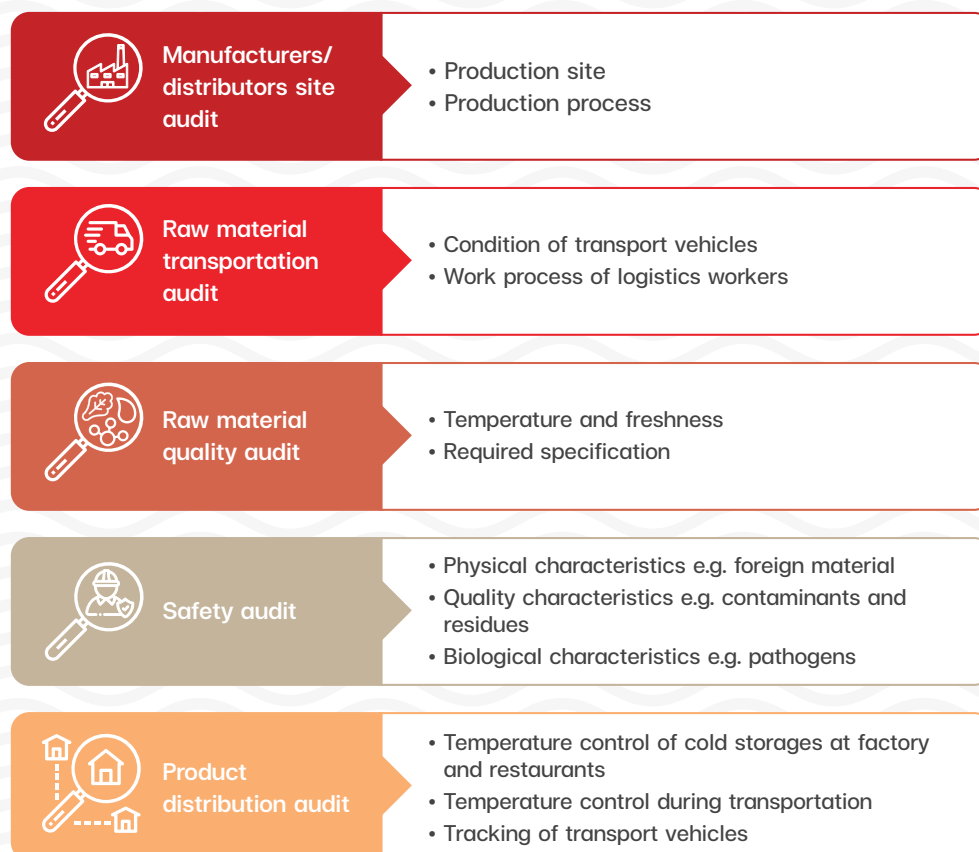 Manufacturers/
distributors site
audit
• Production site
• Production process
Raw material
transportation
audit
• Condition of transport vehicles
• Work process of logistics workers
Raw material
quality audit
• Temperature and freshness
• Required specification
Safety audit
• Physical characteristics e.g. foreign material
• Quality characteristics e.g. contaminants and
residues
• Biological characteristics e.g. pathogens
Product
distribution audit
• Temperature control of cold storages at factory
and restaurants
• Temperature control during transportation
• Tracking of transport vehicles